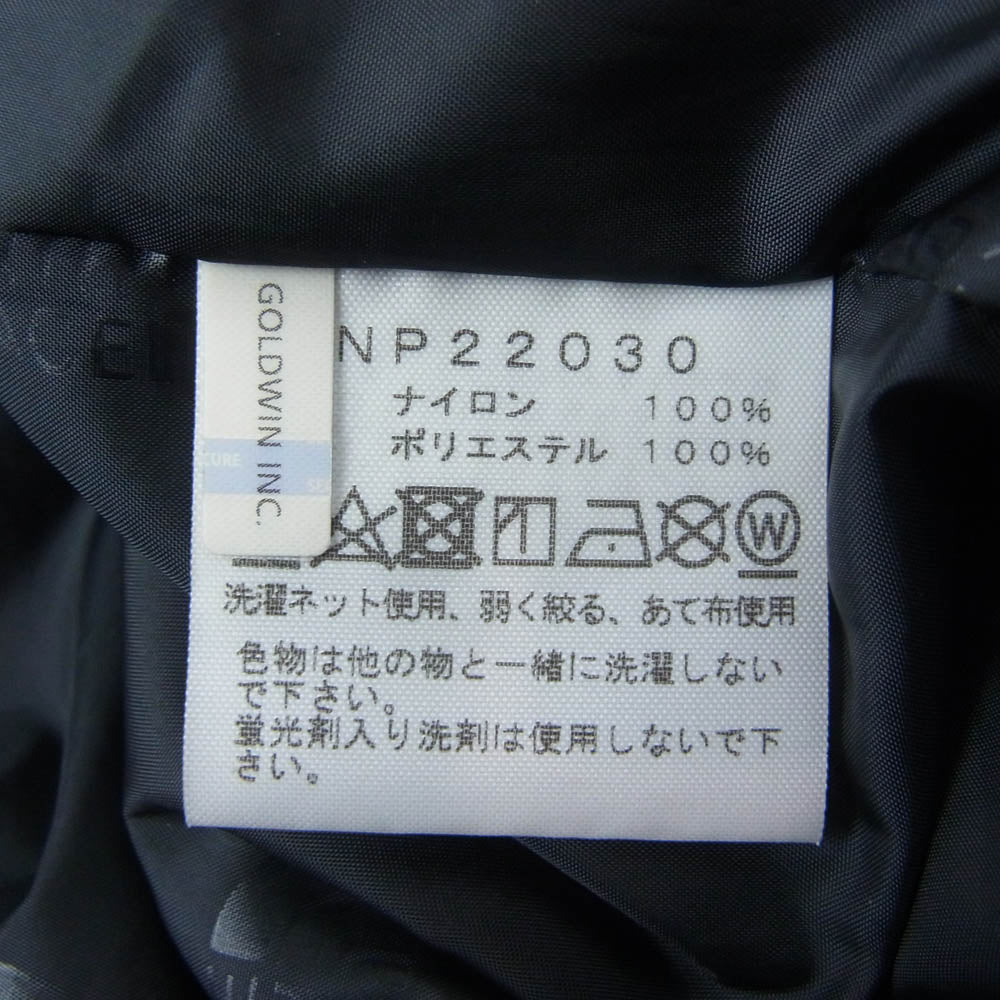 GOLDWIN INC.
CURE
NP22030
ナイロン 100%
ポリエステル 100%
W
洗濯ネット使用、弱く絞る、あて布使用
色物は他の物と一緒に洗濯しない
で下さい。
蛍光剤入り洗剤は使用しないで下
さい。